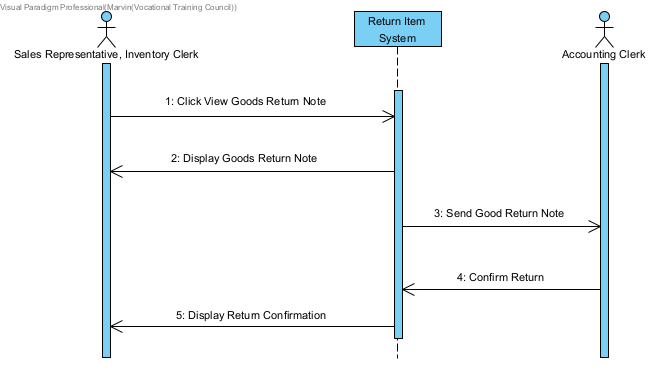 Visual Paradigm Professional(Marvin(Vocational Training Council))
Return Item
System
Sales Representative, Inventory Clerk
Accounting Clerk
1: Click View Goods Return Note
2: Display Goods Return Note
3: Send Good Return Note
4: Confirm Return
5: Display Return Confirmation